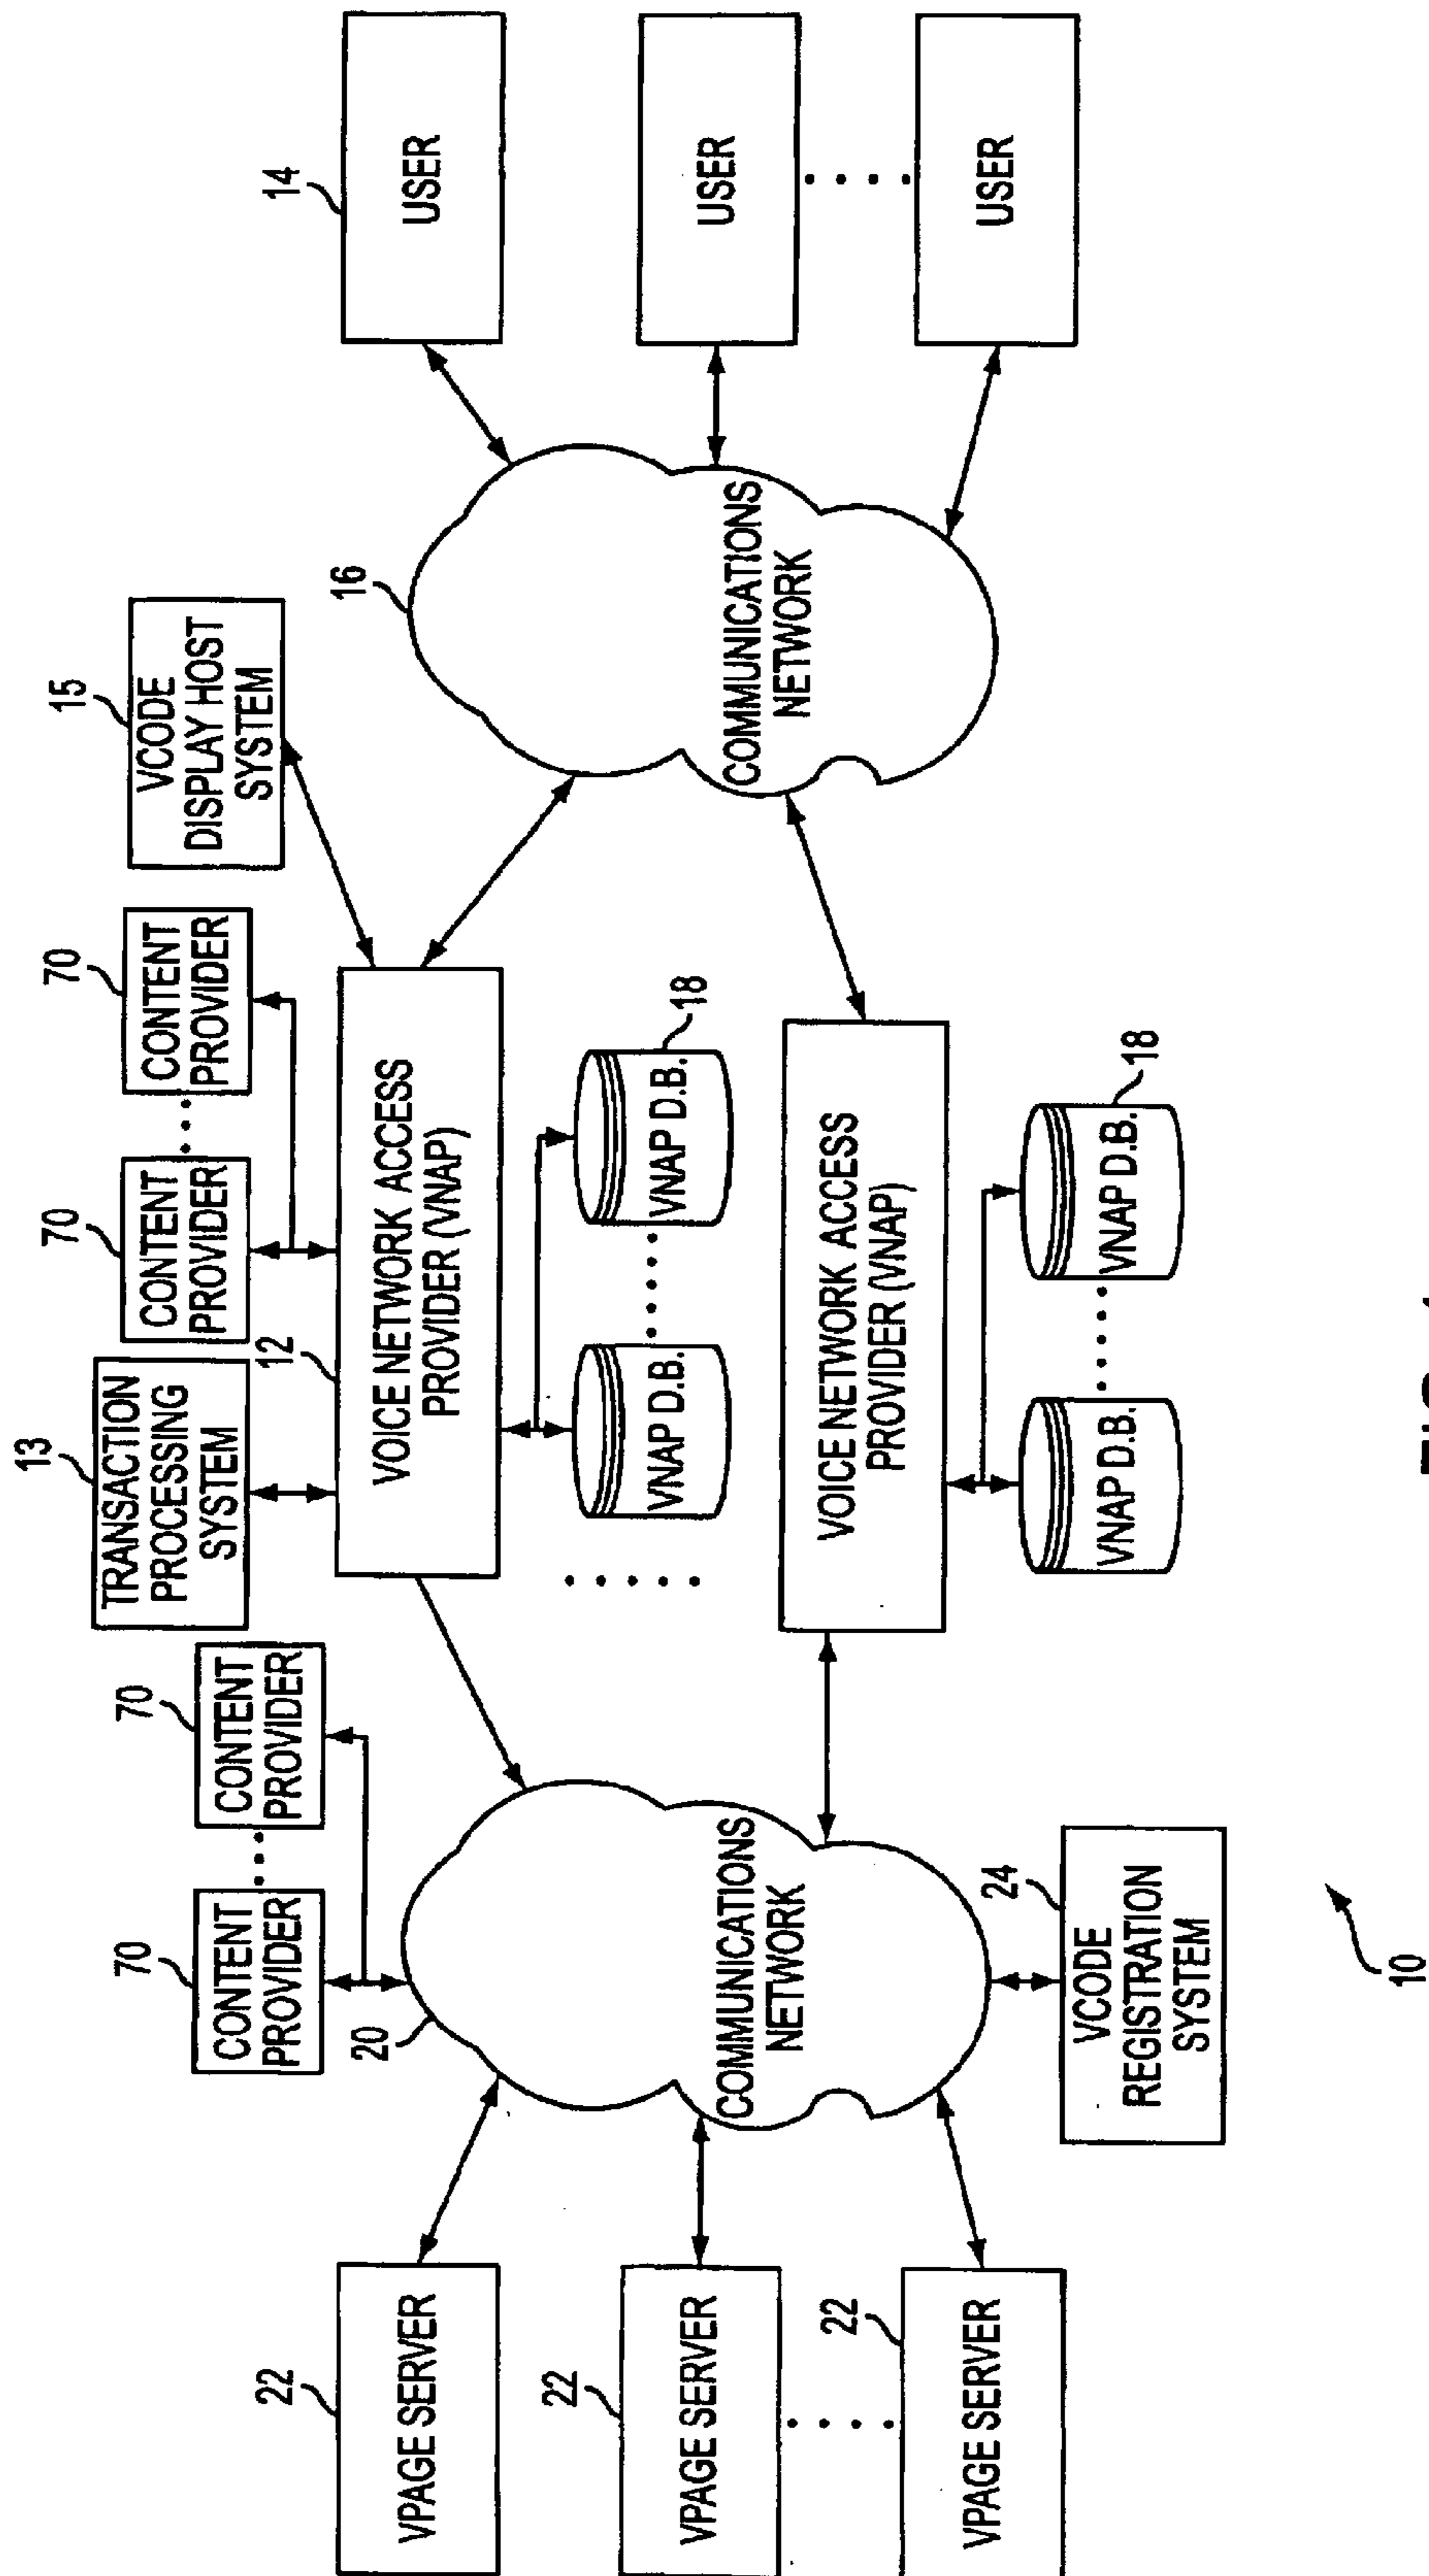 13
TRANSACTION
PROCESSING
SYSTEM
70
CONTENT
PROVIDER
70
CONTENT
PROVIDER
15
VCODE
DISPLAY HOST
SYSTEM
70
CONTENT
PROVIDER
70
CONTENT
PROVIDER
22
VPAGE SERVER
22
VPAGE SERVER
22
VPAGE SERVER
20
COMMUNICATIONS
NETWORK
24
VCODE
REGISTRATION
SYSTEM
12
VOICE NETWORK ACCESS
PROVIDER (VNAP)
VNAP D.B.
VNAP D.B.
18
VOICE NETWORK ACCESS
PROVIDER (VNAP)
VNAP D.B.
VNAP D.B.
18
16
COMMUNICATIONS
NETWORK
14
USER
USER
USER
10